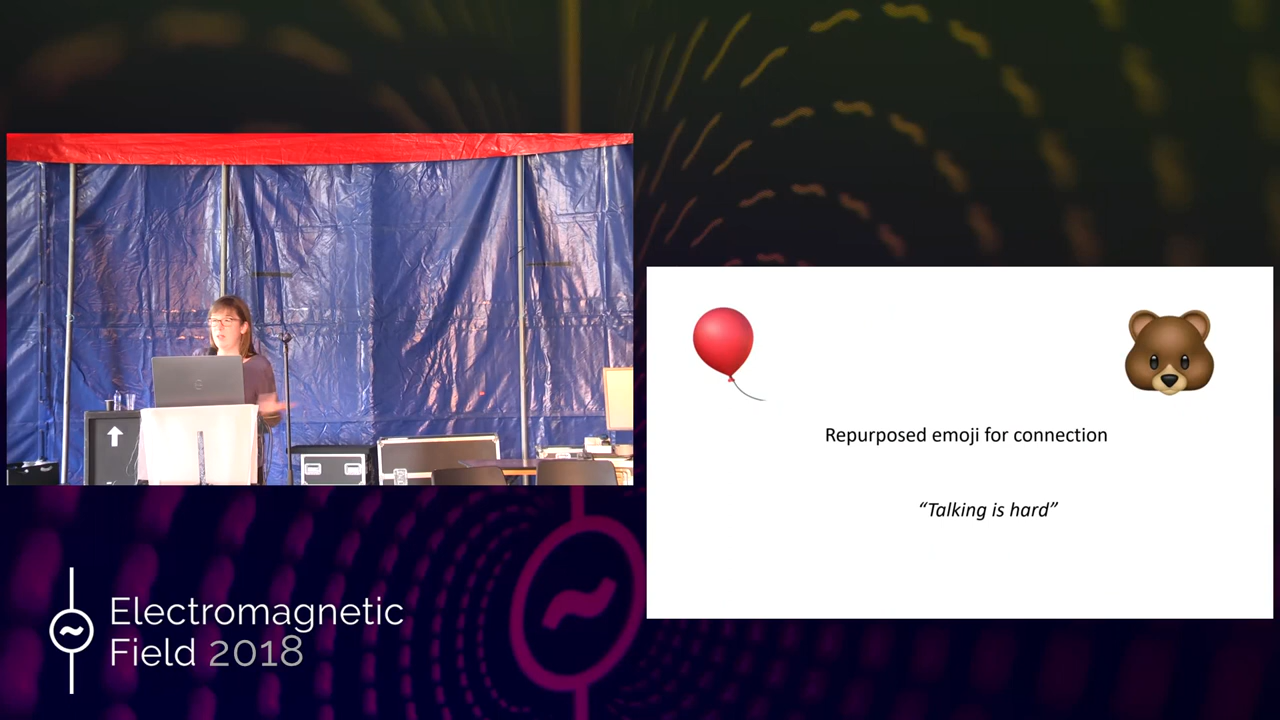 Repurposed emoji for connection
“Talking is hard”
Electromagnetic
Field 2018